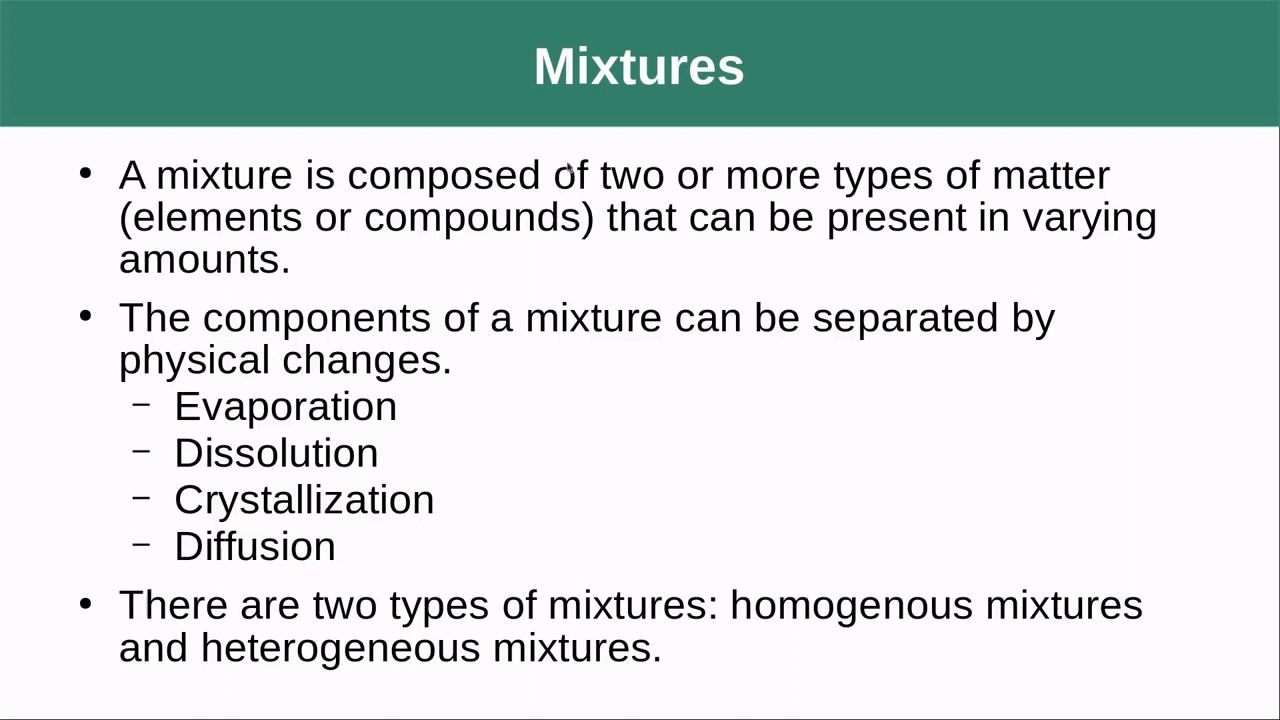 Mixtures
• A mixture is composed of two or more types of matter
(elements or compounds) that can be present in varying
amounts.
• The components of a mixture can be separated by
physical changes.
– Evaporation
– Dissolution
– Crystallization
– Diffusion
• There are two types of mixtures: homogenous mixtures
and heterogeneous mixtures.